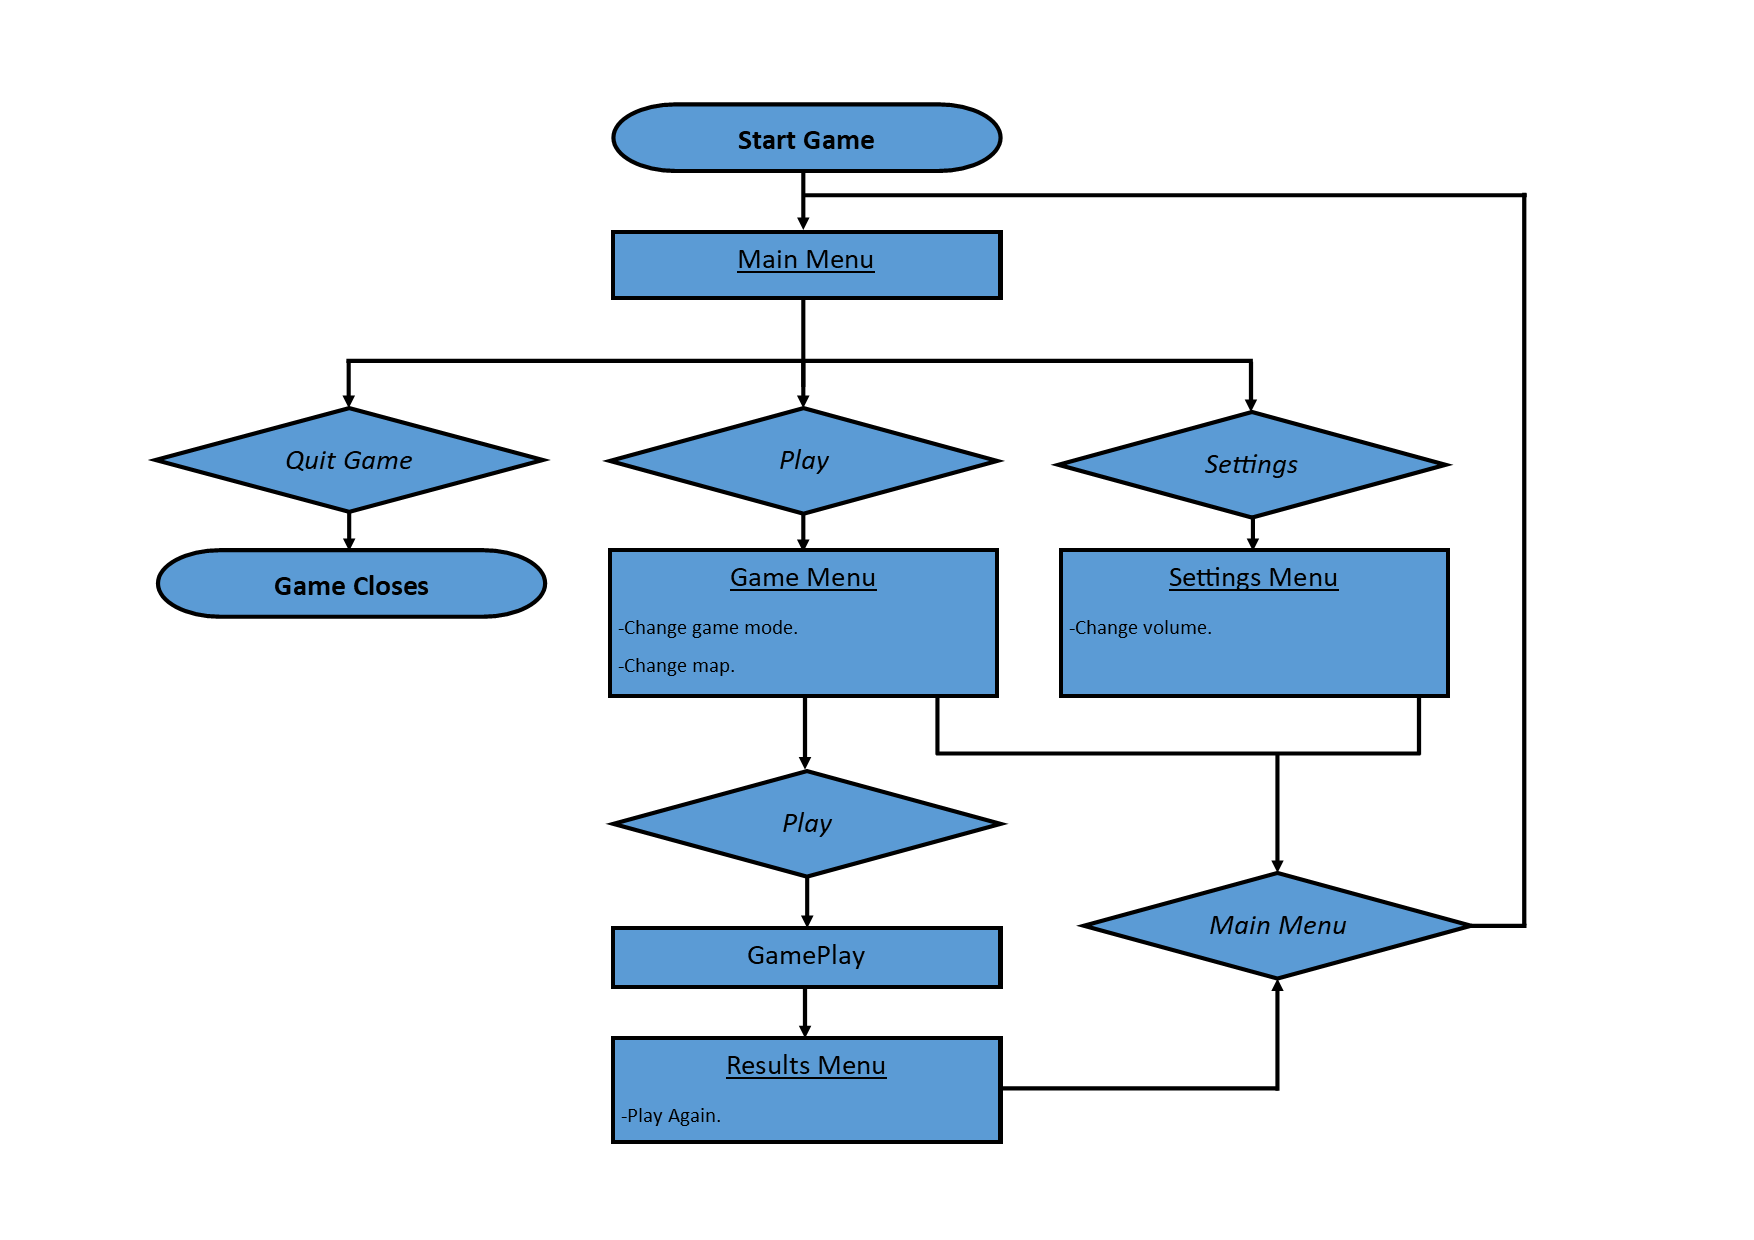 Start Game
Main Menu
Quit Game
Play
Settings
Game Closes
Game Menu
-Change game mode.
-Change map.
Settings Menu
-Change volume.
Play
Main Menu
GamePlay
Results Menu
-Play Again.